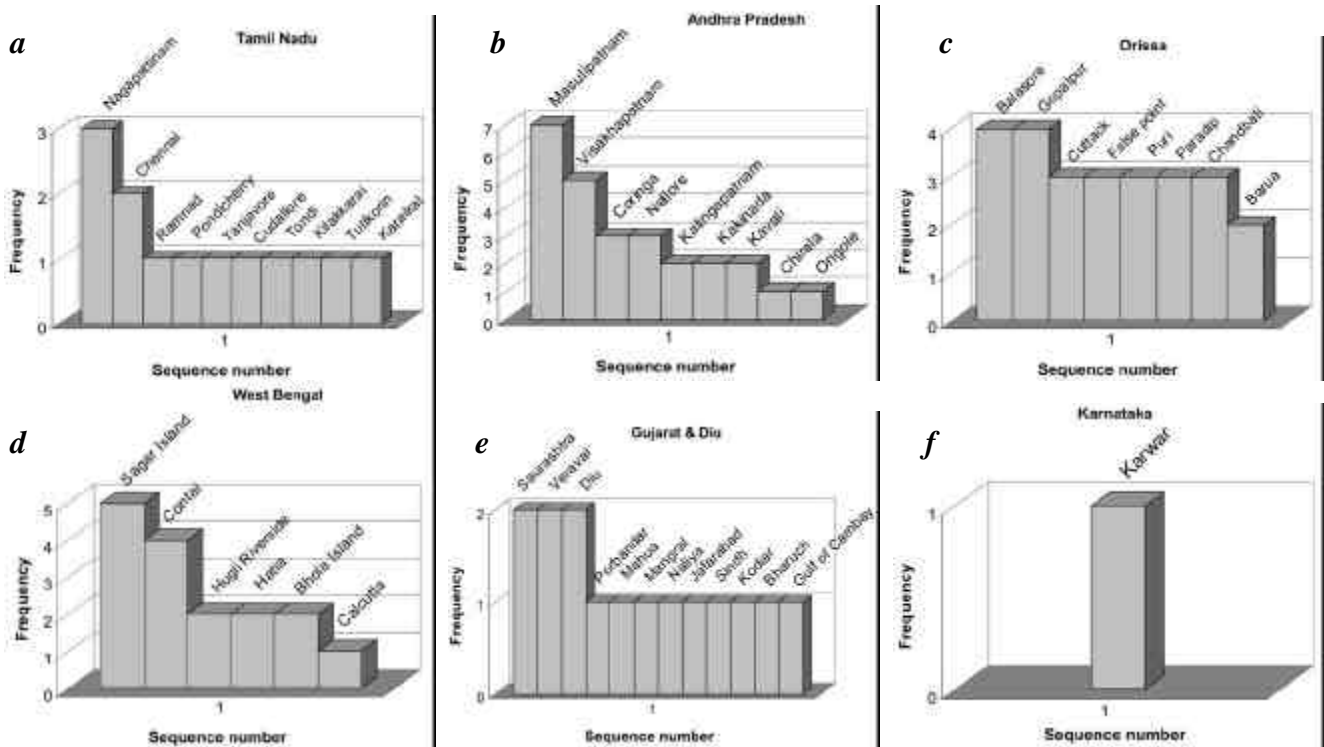 a
Tamil Nadu
Nagapattinam
Chennai
Ramnad
Pondicherry
Tanjavore
Cudallore
Tondi
Kilakkarai
Tutikorin
Karaikal
3
2
1
0
Frequency
1
Sequence number
b
Andhra Pradesh
Masulipatnam
Visakhapatnam
Coringa
Nellore
Kalingapatnam
Kakinada
Kavali
Chirala
Ongole
7
6
5
4
3
2
1
0
Frequency
1
Sequence number
c
Orissa
Balasore
Gopalpur
Cuttack
False point
Puri
Paradip
Chandbali
Barua
4
3
2
1
0
Frequency
1
Sequence number
d
West Bengal
Sagar Island
Contai
Hugli Riverside
Hatia
Bhola Island
Calcutta
5
4
3
2
1
0
Frequency
1
Sequence number
e
Gujarat & Diu
Saurashtra
Veraval
Diu
Porbandar
Mahua
Mangral
Naliya
Jafarabad
Sindh
Kodiar
Bharuch
Gulf of Cambay
2
1
0
Frequency
1
Sequence number
f
Karnataka
Karwar
1
0
Frequency
1
Sequence number